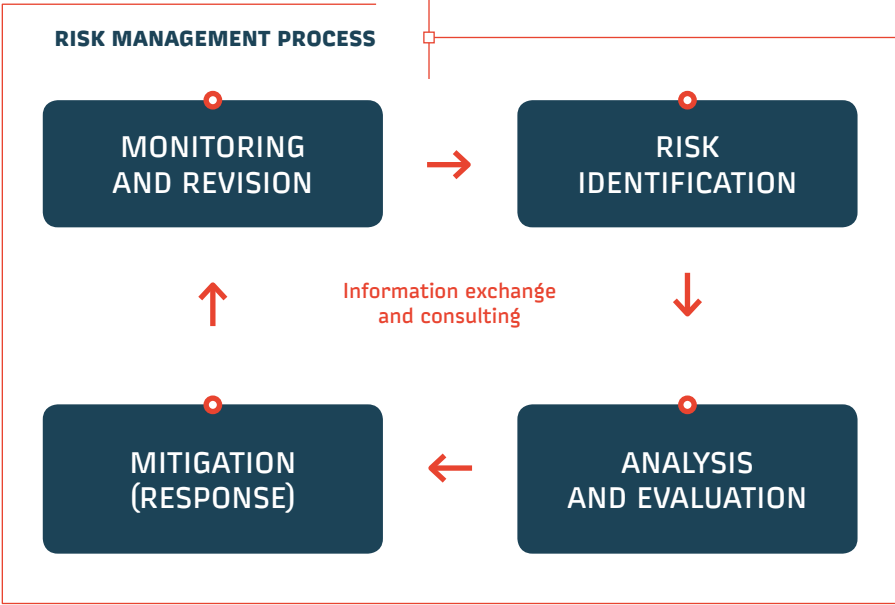 RISK MANAGEMENT PROCESS
MONITORING
AND REVISION
RISK
IDENTIFICATION
Information exchange
and consulting
MITIGATION
(RESPONSE)
ANALYSIS
AND EVALUATION